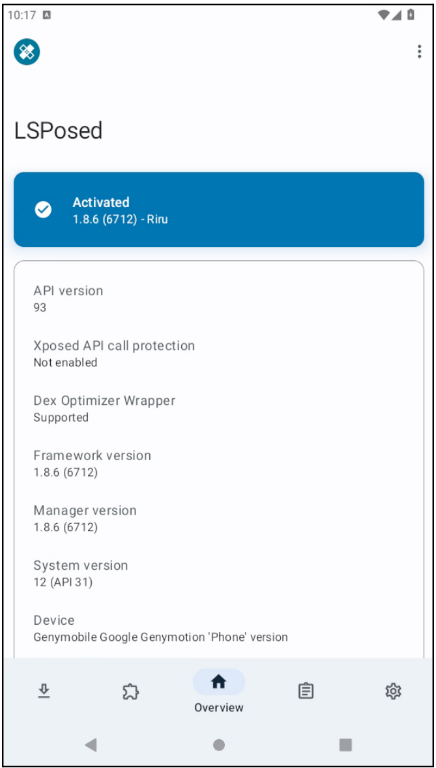 10:17
LSPosed
Activated
1.8.6 (6712) - Riru
API version
93
Xposed API call protection
Not enabled
Dex Optimizer Wrapper
Supported
Framework version
1.8.6 (6712)
Manager version
1.8.6 (6712)
System version
12 (API 31)
Device
Genymobile Google Genymotion 'Phone' version
Overview